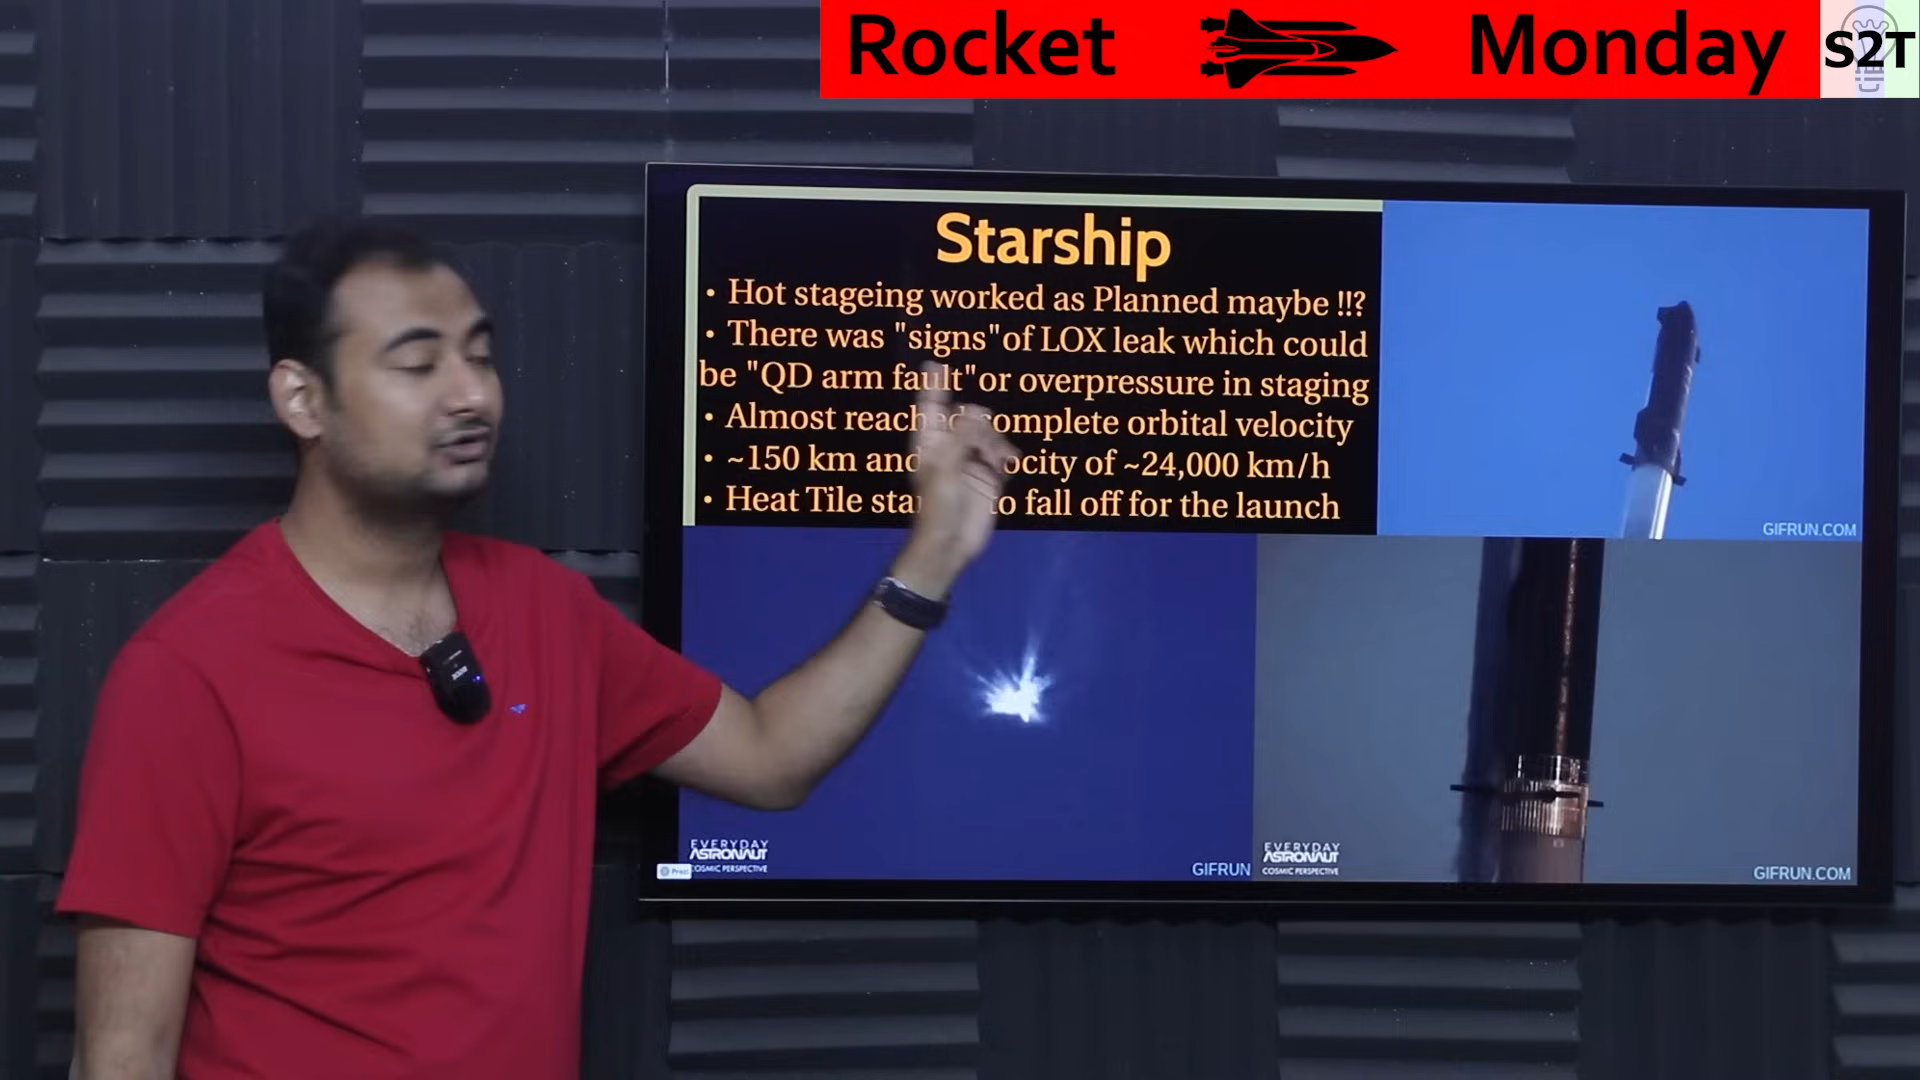 Rocket Monday S2T
Starship
• Hot stageing worked as Planned maybe !!?
• There was "signs"of LOX leak which could
be "QD arm fault"or overpressure in staging
• Almost reached complete orbital velocity
• ~150 km and ocity of ~24,000 km/h
• Heat Tile sta to fall off for the launch
GIFRUN.COM
EVERYDAY
ASTRONAUT
COSMIC PERSPECTIVE
GIFRUN
EVERYDAY
ASTRONAUT
COSMIC PERSPECTIVE
GIFRUN.COM